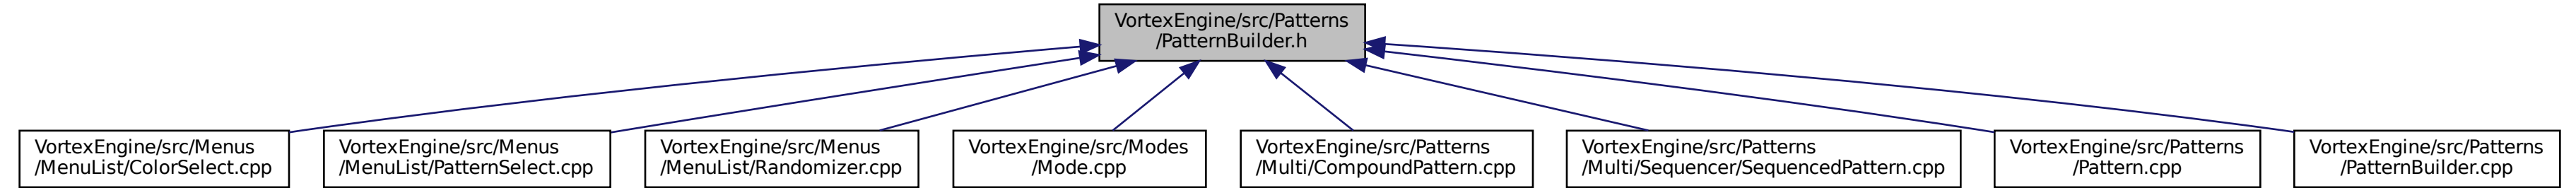 VortexEngine/src/Patterns
/PatternBuilder.h
VortexEngine/src/Menus
/MenuList/ColorSelect.cpp
VortexEngine/src/Menus
/MenuList/PatternSelect.cpp
VortexEngine/src/Menus
/MenuList/Randomizer.cpp
VortexEngine/src/Modes
/Mode.cpp
VortexEngine/src/Patterns
/Multi/CompoundPattern.cpp
VortexEngine/src/Patterns
/Multi/Sequencer/SequencedPattern.cpp
VortexEngine/src/Patterns
/Pattern.cpp
VortexEngine/src/Patterns
/PatternBuilder.cpp